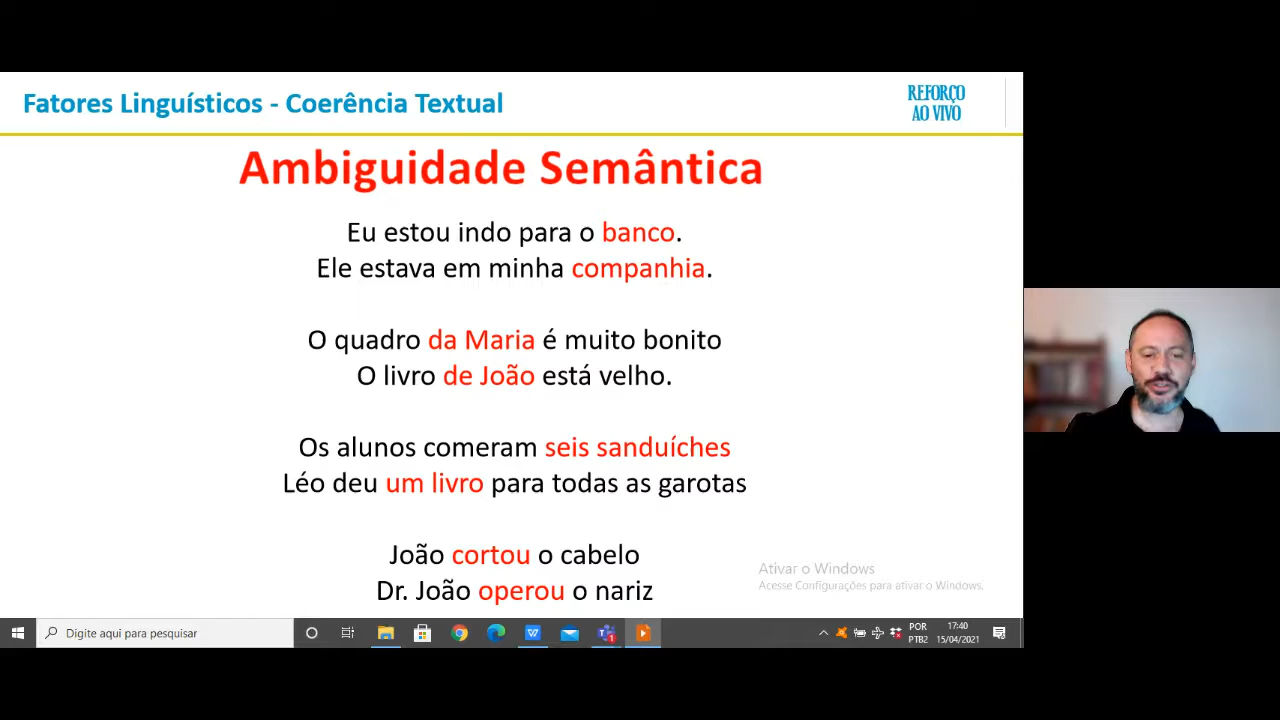 Fatores Linguísticos - Coerência Textual
REFORÇO
AO VIVO
Ambiguidade Semântica
Eu estou indo para o banco.
Ele estava em minha companhia.
O quadro da Maria é muito bonito
O livro de João está velho.
Os alunos comeram seis sanduíches
Léo deu um livro para todas as garotas
João cortou o cabelo
Dr. João operou o nariz
Ativar o Windows
Acesse Configurações para ativar o Windows.
Digite aqui para pesquisar
POR
PTB2
17:40
15/04/2021